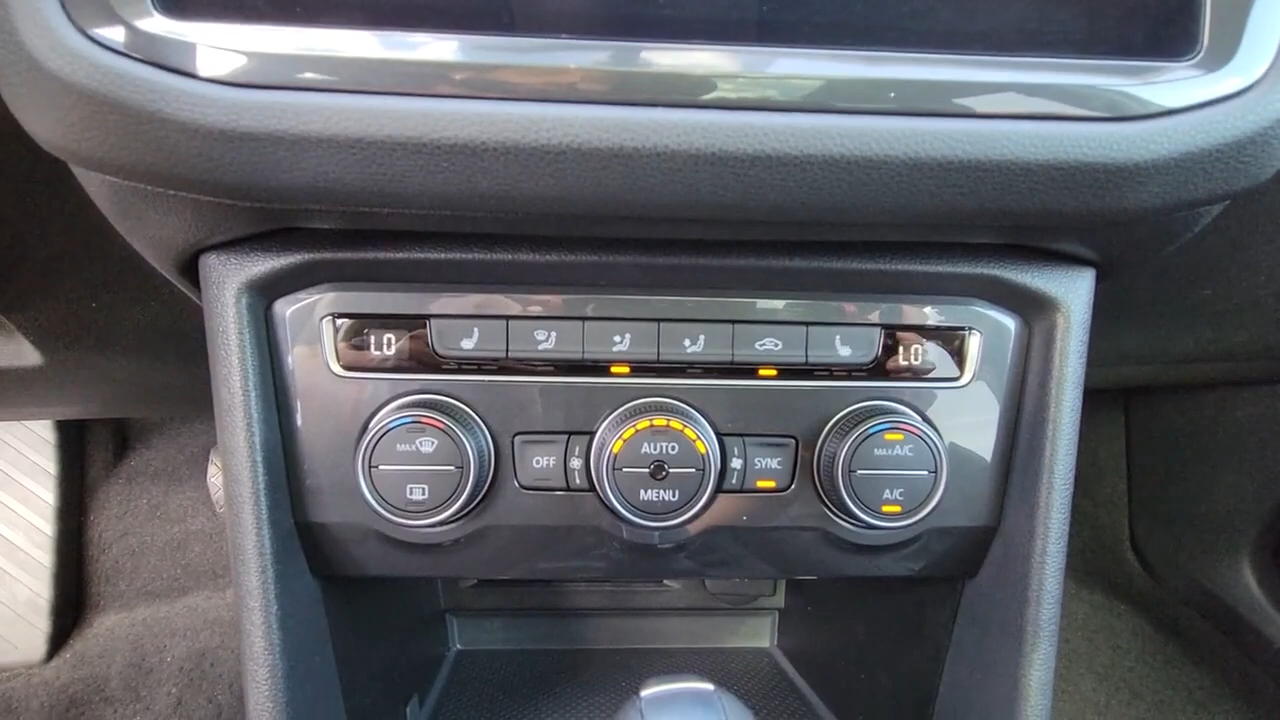 LO
LO
MAX
OFF
AUTO
MENU
SYNC
MAX A/C
A/C